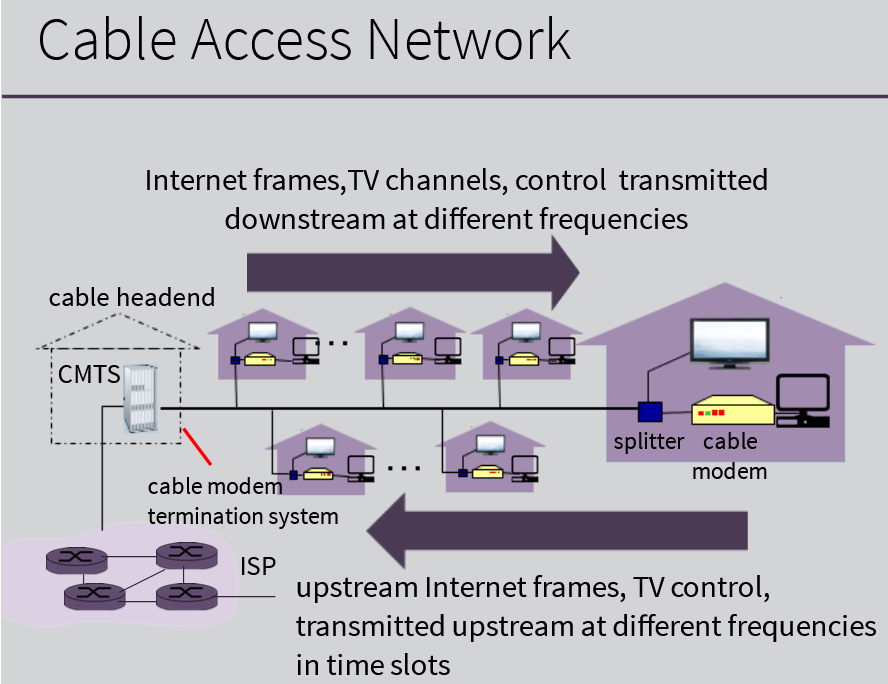 Cable Access Network
Internet frames,TV channels, control transmitted
downstream at different frequencies
cable headend
CMTS
splitter
cable
modem
cable modem
termination system
ISP
upstream Internet frames, TV control,
transmitted upstream at different frequencies
in time slots